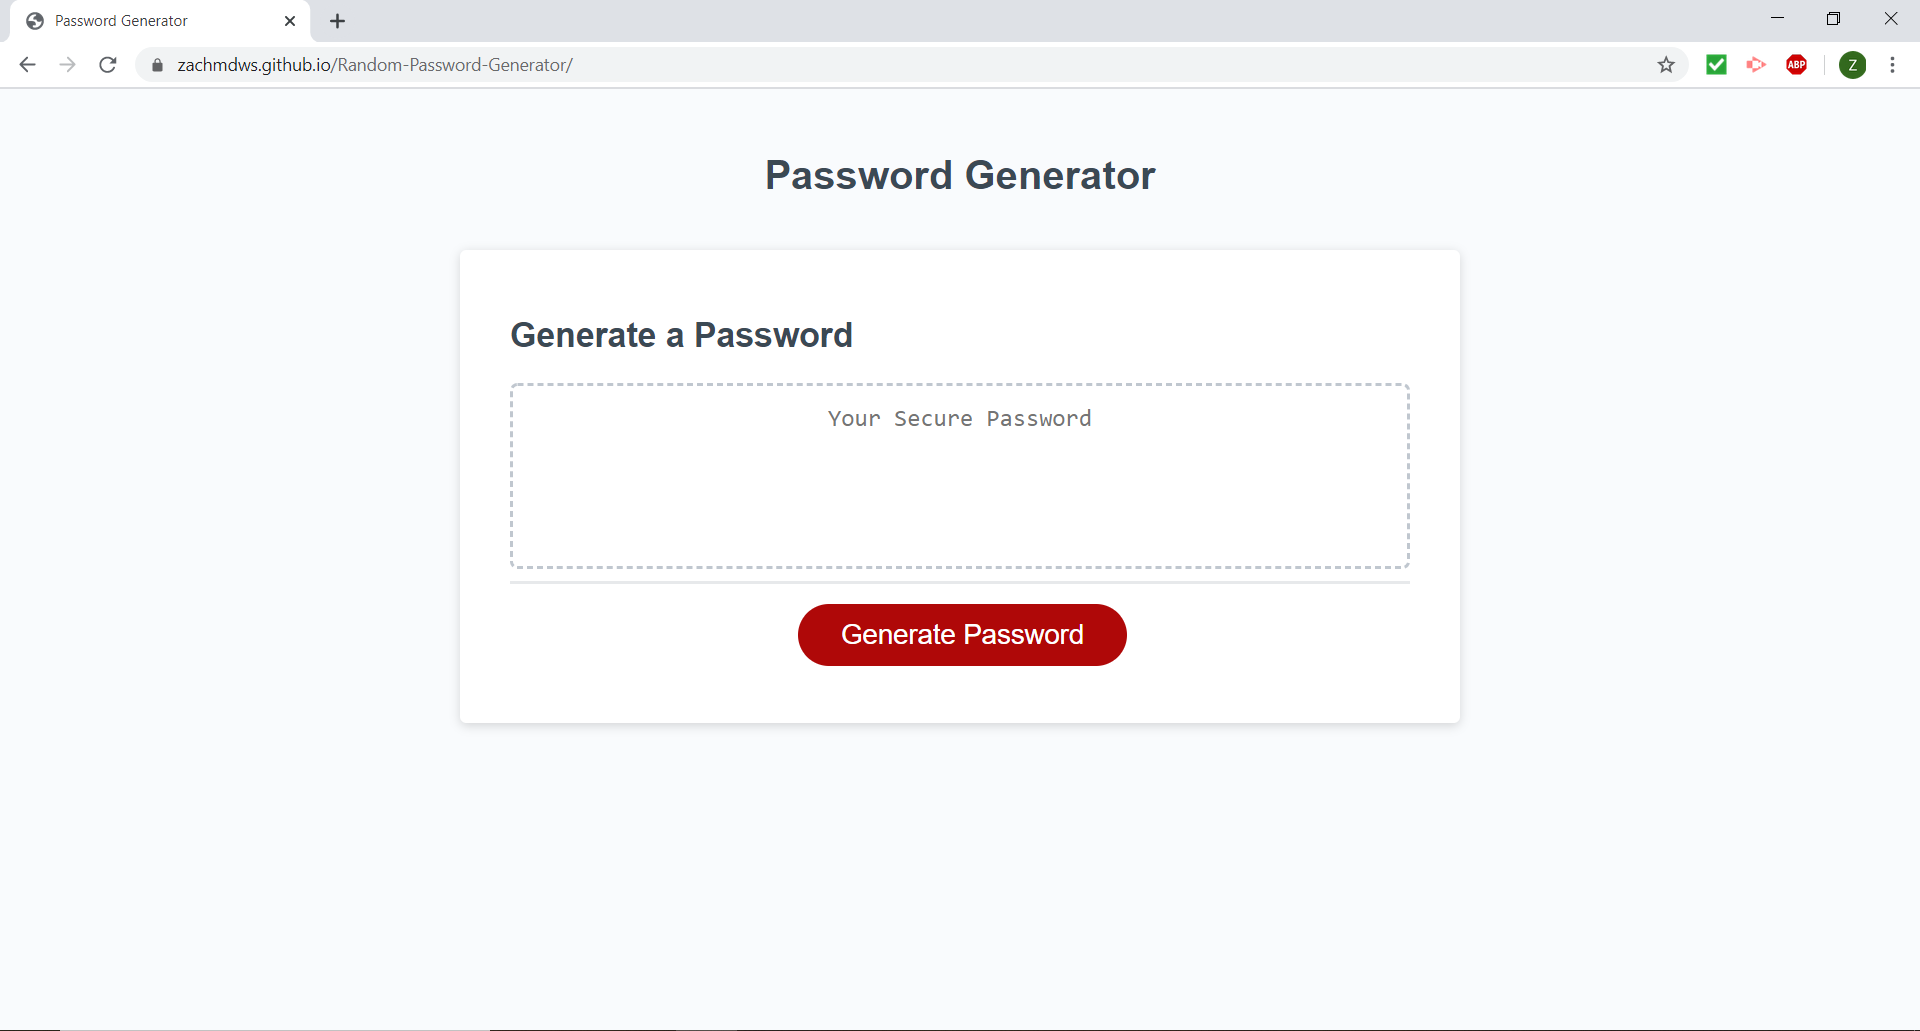 Password Generator
zachmdws.github.io/Random-Password-Generator/
ABP
Z
Password Generator
Generate a Password
Your Secure Password
Generate Password